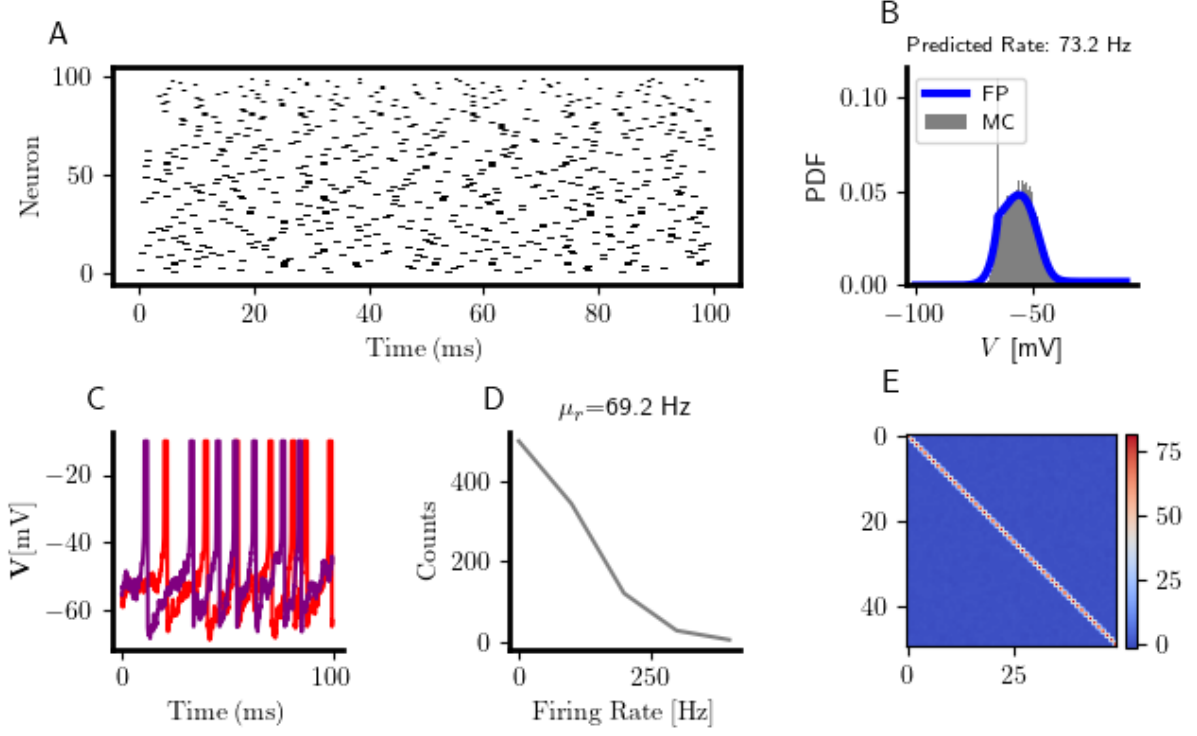 A
Neuron
100
50
0
0 20 40 60 80 100
Time (ms)
B
Predicted Rate: 73.2 Hz
FP
MC
PDF
0.10
0.05
0.00
−100 −50
V [mV]
C
V[mV]
−20
−40
−60
0 100
Time (ms)
D
μr=69.2 Hz
Counts
400
200
0
0 250
Firing Rate [Hz]
E
0
20
40
0 25
75
50
25
0